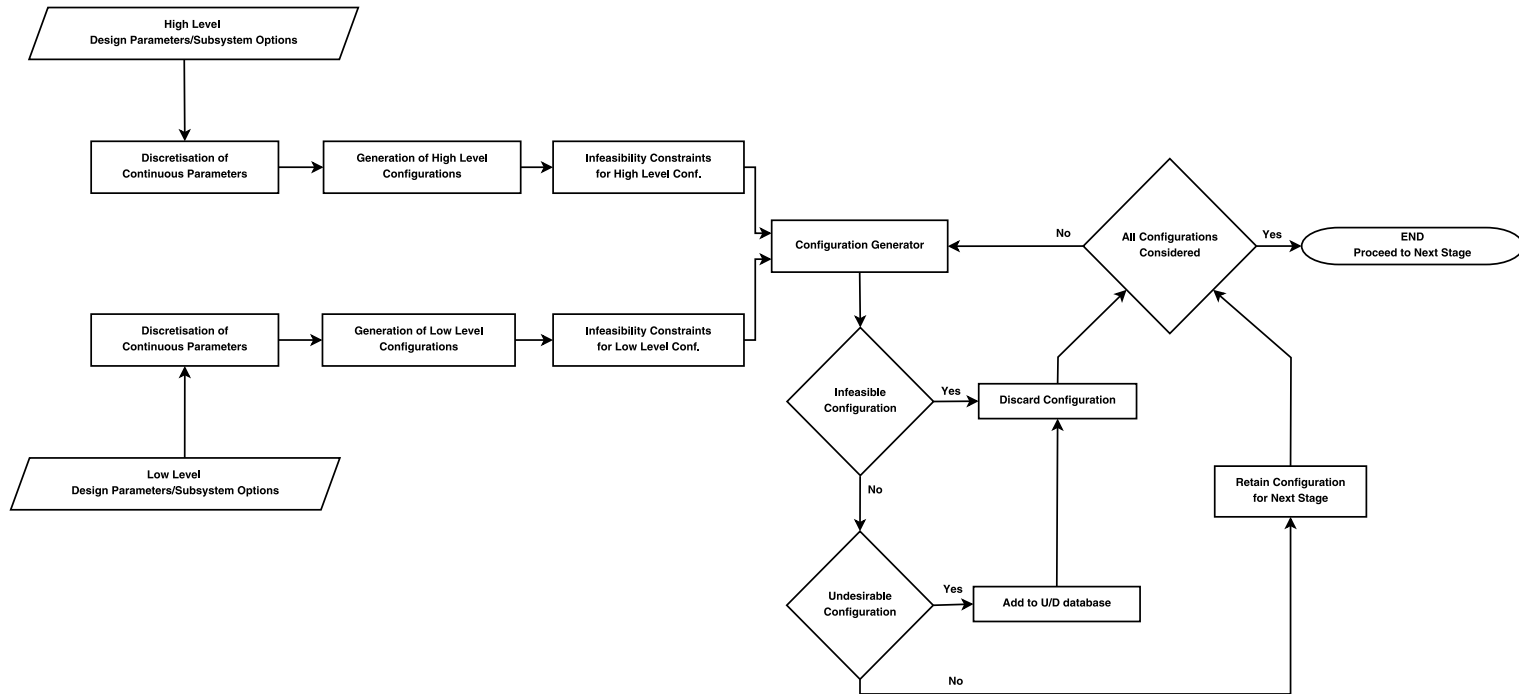 High Level
Design Parameters/Subsystem Options
Discretisation of
Continuous Parameters
Generation of High Level
Configurations
Infeasibility Constraints
for High Level Conf.
Configuration Generator
No
All Configurations
Considered
Yes
END
Proceed to Next Stage
Discretisation of
Continuous Parameters
Generation of Low Level
Configurations
Infeasibility Constraints
for Low Level Conf.
Low Level
Design Parameters/Subsystem Options
Infeasible
Configuration
Yes
Discard Configuration
No
Retain Configuration
for Next Stage
Undesirable
Configuration
Yes
Add to U/D database
No